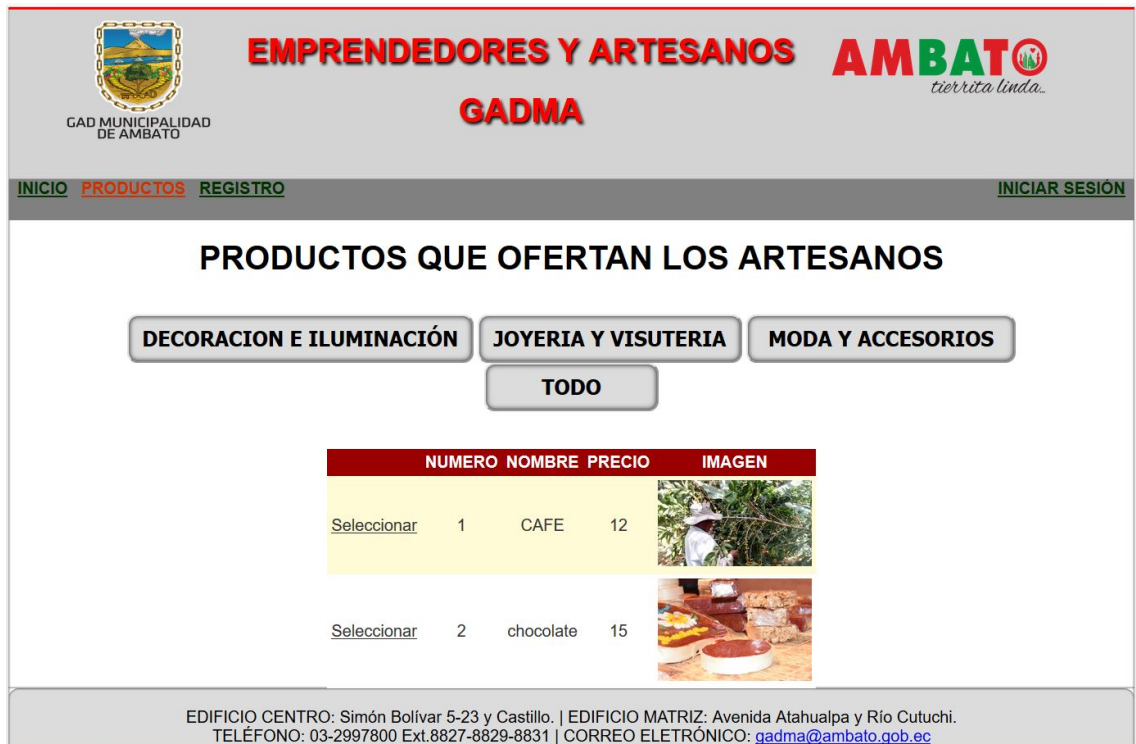 EMPRENDEDORES Y ARTESANOS
GADMA
GAD MUNICIPALIDAD
DE AMBATO
AMBATO
tierrita linda...
INICIO PRODUCTOS REGISTRO INICIAR SESIÓN
PRODUCTOS QUE OFERTAN LOS ARTESANOS
DECORACION E ILUMINACIÓN JOYERIA Y VISUTERIA MODA Y ACCESORIOS
TODO
NUMERO NOMBRE PRECIO IMAGEN
Seleccionar 1 CAFE 12
Seleccionar 2 chocolate 15
EDIFICIO CENTRO: Simón Bolívar 5-23 y Castillo. | EDIFICIO MATRIZ: Avenida Atahualpa y Río Cutuchi.
TELÉFONO: 03-2997800 Ext.8827-8829-8831 | CORREO ELETRÓNICO: gadma@ambato.gob.ec